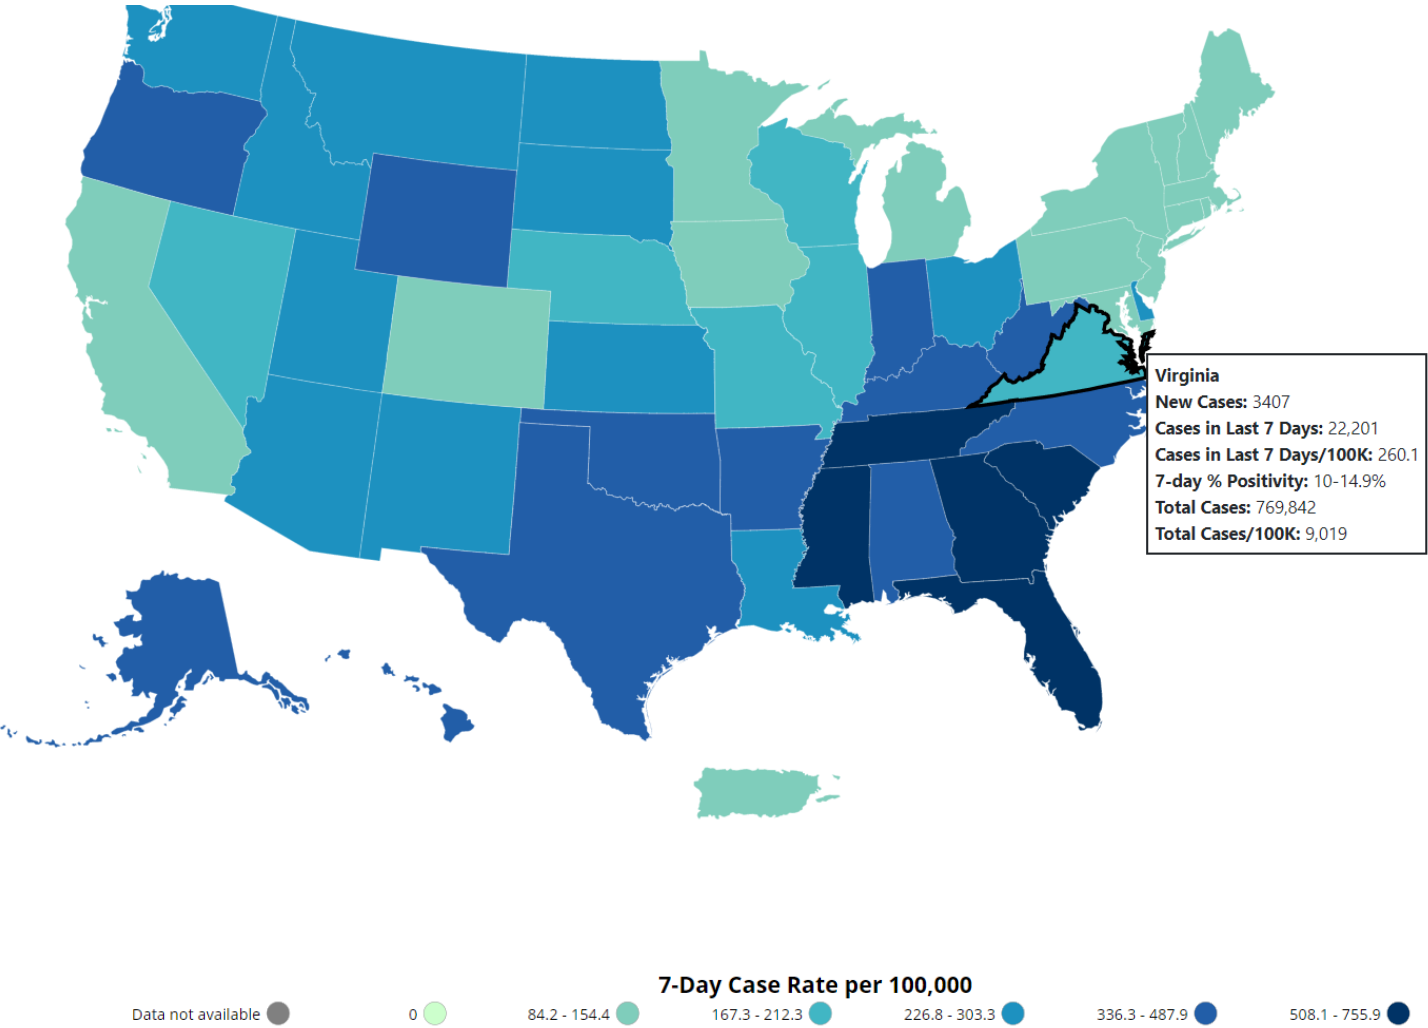 Virginia
New Cases: 3407
Cases in Last 7 Days: 22,201
Cases in Last 7 Days/100K: 260.1
7-day % Positivity: 10-14.9%
Total Cases: 769,842
Total Cases/100K: 9,019
7-Day Case Rate per 100,000
Data not available
0
84.2 - 154.4
167.3 - 212.3
226.8 - 303.3
336.3 - 487.9
508.1 - 755.9